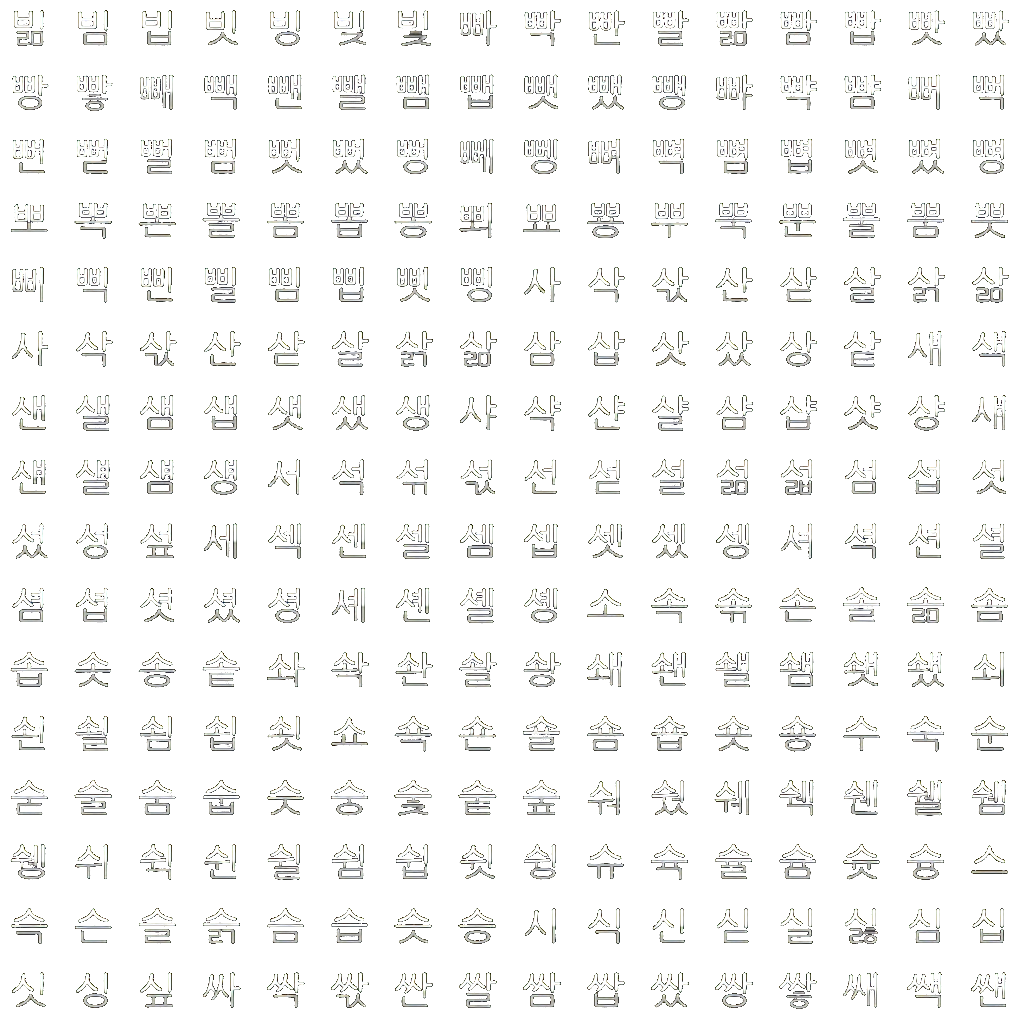 빎 빔 빕 빗 빙 빚 빛 빠 빡 빤 빨 빪 빰 빱 빳 빴
빵 빻 빼 빽 뺀 뺄 뺌 뺍 뺏 뺐 뺑 뺘 뺙 뺨 뻐 뻑
뻔 뻗 뻘 뻠 뻣 뻤 뻥 뻬 뼁 뼈 뼉 뼘 뼙 뼛 뼜 뼝
뽀 뽁 뽄 뽈 뽐 뽑 뽕 뾔 뾰 뿅 뿌 뿍 뿐 뿔 뿜 뿟
삐 삑 삔 삘 삠 삡 삣 삥 사 삭 삯 산 삳 살 삵 삶
사 삭 삯 산 삳 살 삵 삶 삼 삽 삿 샀 상 샅 새 색
샌 샐 샘 샙 샛 샜 생 샤 샥 샨 샬 샴 샵 샷 샹 섀
섄 섈 섐 섕 서 석 섞 섟 선 섣 설 섦 섧 섬 섭 섯
섰 성 섶 세 섹 센 셀 셈 셉 셋 셌 셍 셔 셕 션 셜
셤 셥 셧 셨 셩 셰 셴 셸 솅 소 속 솎 손 솔 솖 솜
솝 솟 송 솥 솨 솩 솬 솰 솽 쇄 쇈 쇌 쇔 쇗 쇘 쇠
쇤 쇨 쇰 쇱 쇳 쇼 쇽 숀 숄 숌 숍 숏 숑 수 숙 순
숟 술 숨 숩 숫 숭 숯 숱 숲 숴 쉈 쉐 쉑 쉔 쉘 쉠
쉥 쉬 쉭 쉰 쉴 쉼 쉽 쉿 슁 슈 슉 슐 슘 슛 슝 스
슥 슨 슬 슭 슴 습 슷 승 시 식 신 싣 실 싫 심 십
싯 싱 싶 싸 싹 싻 싼 쌀 쌈 쌉 쌌 쌍 쌓 쌔 쌕 쌘